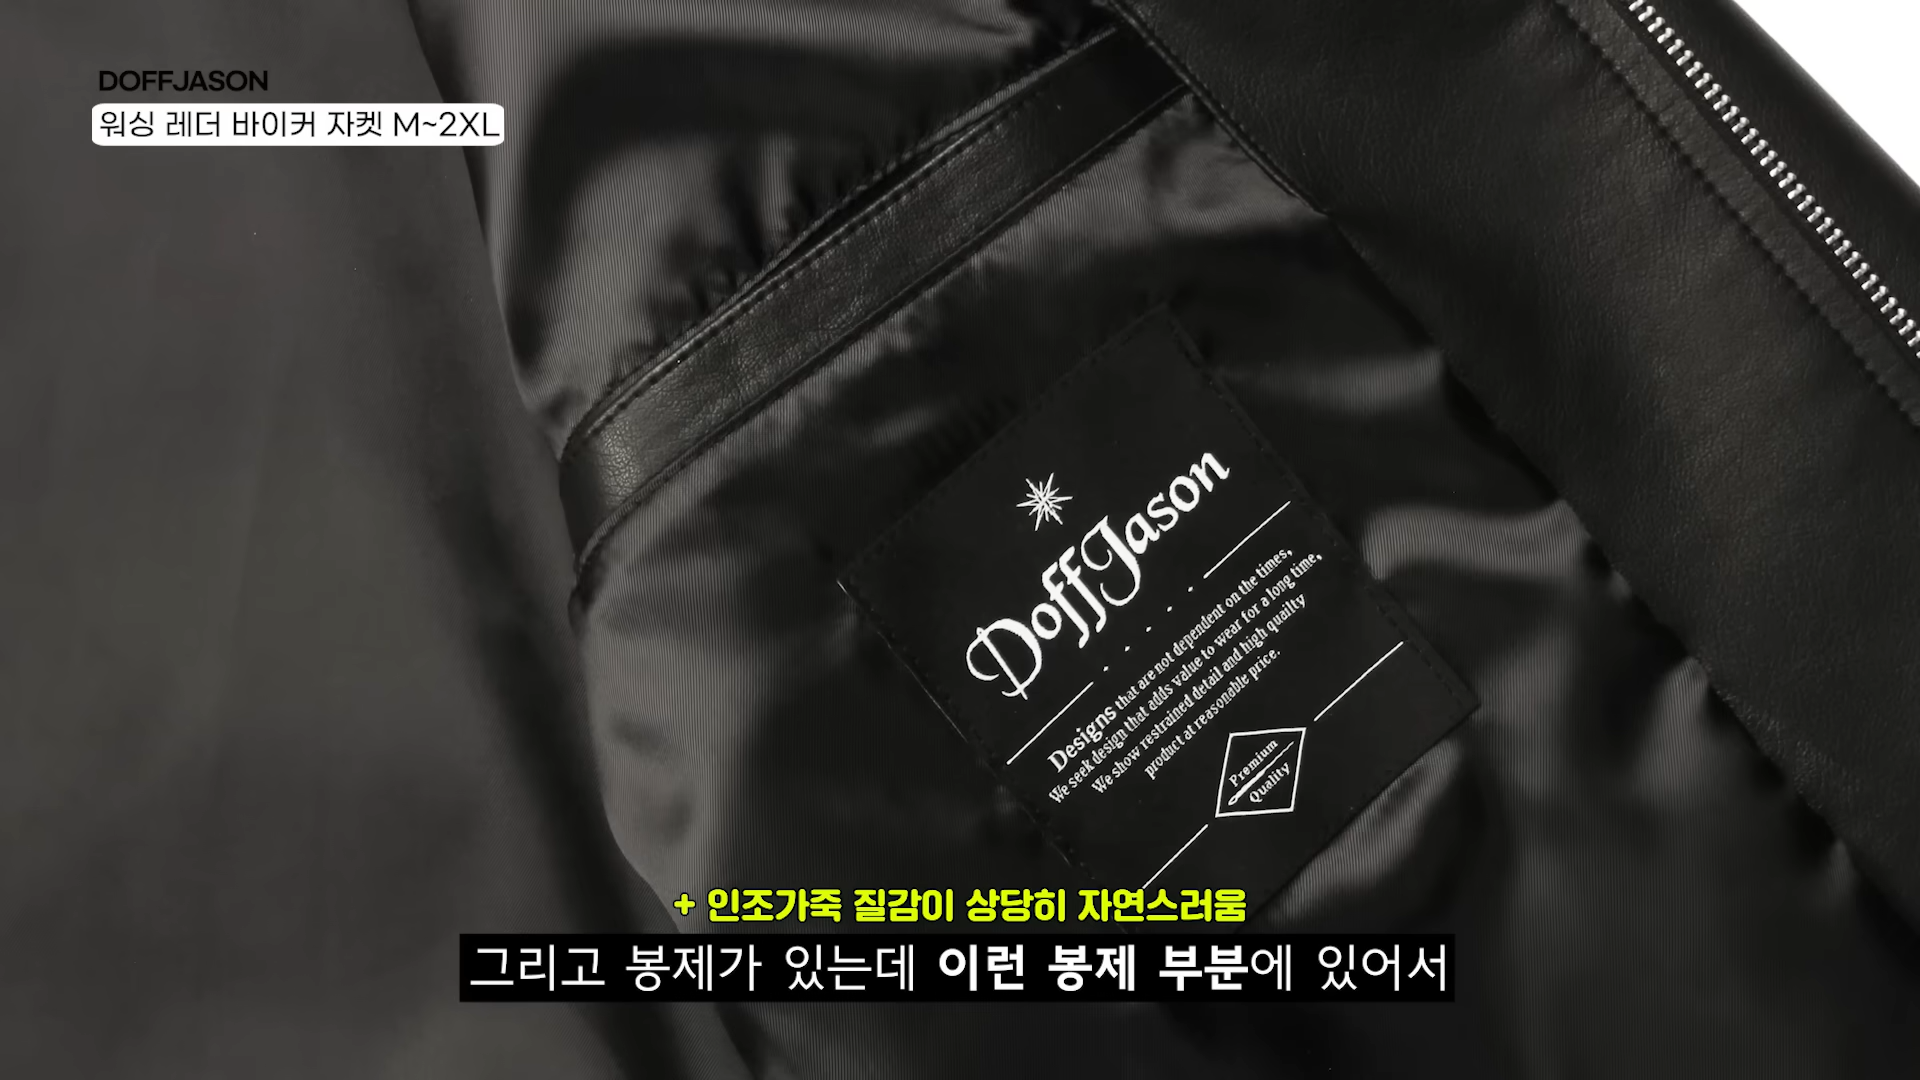 DOFFJASON
워싱 레더 바이커 자켓 M~2XL
DoffJason
Designs that are not dependent on the times,
We seek design that adds value to wear for a long time,
We show restrained detail and high quailty
product at reasonable price.
Premium
Quality
+ 인조가죽 질감이 상당히 자연스러움
그리고 봉제가 있는데 이런 봉제 부분에 있어서